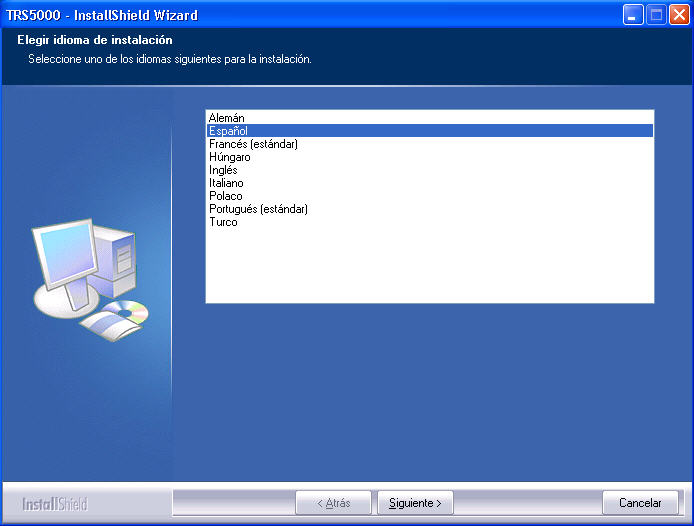 TRS5000 - InstallShield Wizard
Elegir idioma de instalación
Seleccione uno de los idiomas siguientes para la instalación.
Alemán
Español
Francés (estándar)
Húngaro
Inglés
Italiano
Polaco
Portugués (estándar)
Turco
InstallShield
< Atrás
Siguiente >
Cancelar